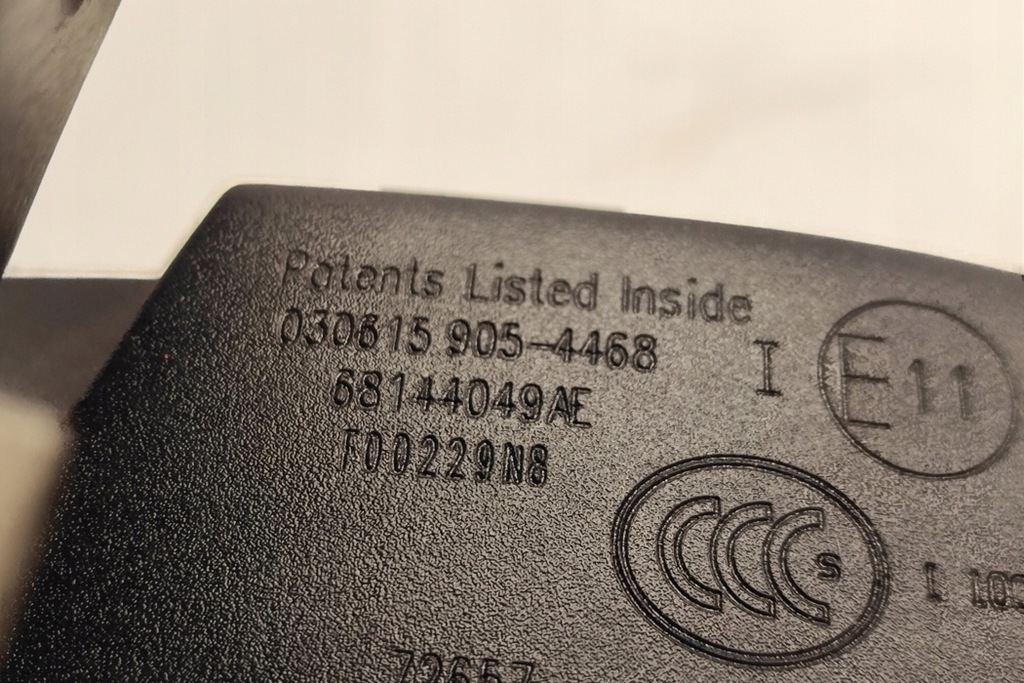 Patents Listed Inside
030615 905-4468
68144049AE
F00229N8
I E11
CCC S